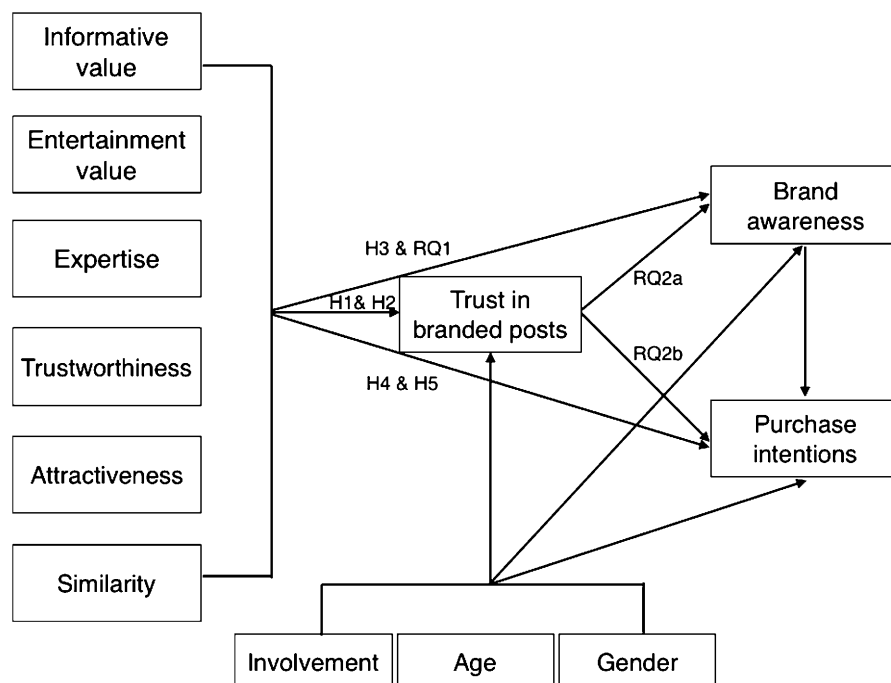 Informative
value
Entertainment
value
Expertise
Trustworthiness
Attractiveness
Similarity
H3 & RQ1
H1& H2
H4 & H5
Trust in
branded posts
RQ2a
RQ2b
Brand
awareness
Purchase
intentions
Involvement
Age
Gender